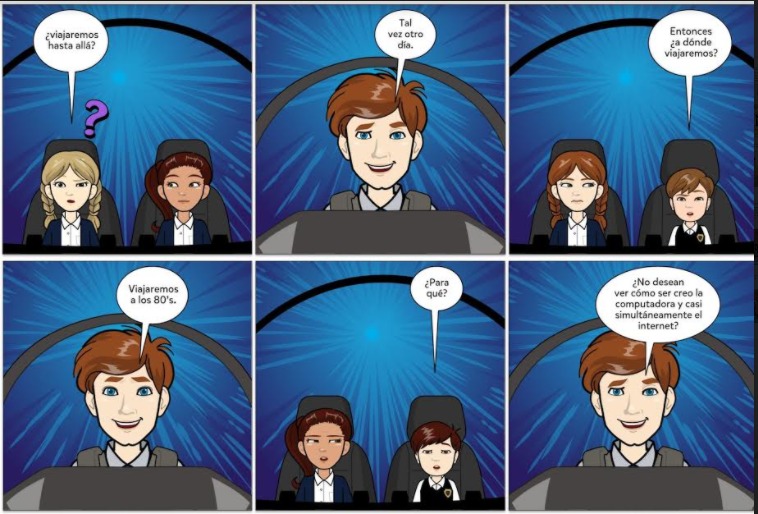 ¿viajaremos
hasta allá?
Tal
vez otro
día.
Entonces
¿a dónde
viajaremos?
Viajaremos
a los 80's.
¿Para
qué?
¿No desean
ver cómo ser creo la
computadora y casi
simultáneamente el
internet?